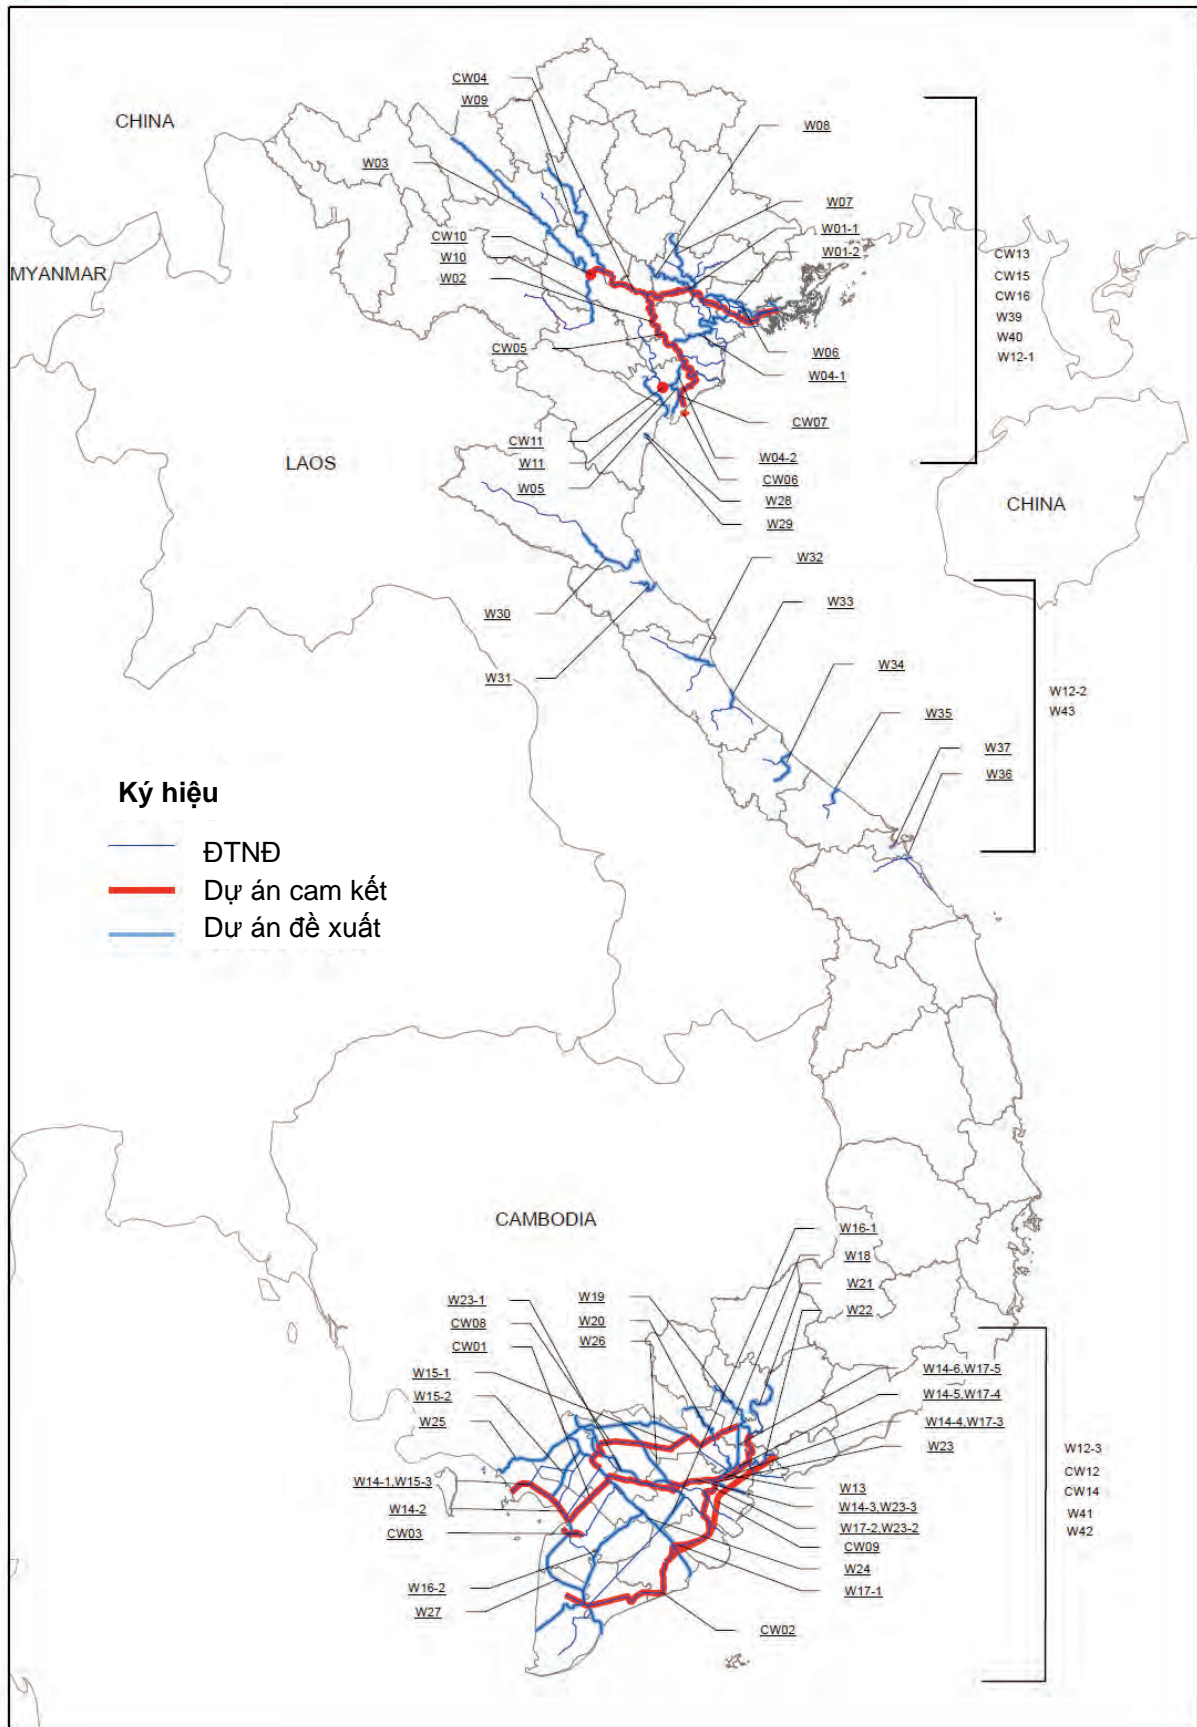 CW04
CHINA
W09
W08
W03
W07
W01-1
CW10
W01-2
W10
CW13
MYANMAR
W02
CW15
CW16
W39
W40
CW05
W06
W12-1
W04-1
CW07
CW11
W04-2
LAOS
W11
CW06
W05
W28
CHINA
W29
W32
W30
W33
W31
W34
W12-2
W43
W35
W37
W36
Ký hiệu
ĐTNĐ
Dự án cam kết
Dư án đề xuất
CAMBODIA
W16-1
W18
W21
W19
W23-1
W22
W20
CW08
W26
CW01
W15-1
W14-6,W17-5
W15-2
W14-5,W17-4
W25
W14-4,W17-3
W23
W12-3
W14-1,W15-3
CW12
W13
CW14
W14-2
W14-3,W23-3
W41
W17-2,W23-2
CW03
W42
CW09
W24
W16-2
W17-1
W27
CW02